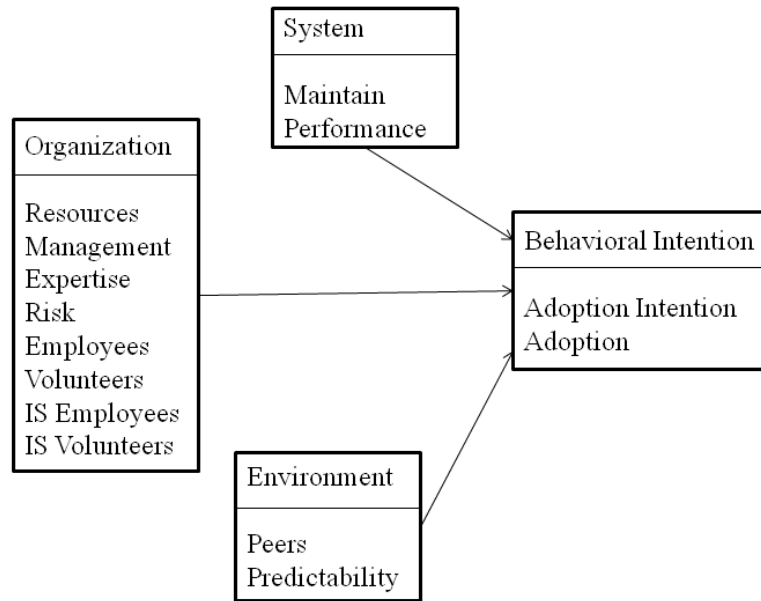 System
Maintain
Performance
Organization
Resources
Management
Expertise
Risk
Employees
Volunteers
IS Employees
IS Volunteers
Behavioral Intention
Adoption Intention
Adoption
Environment
Peers
Predictability